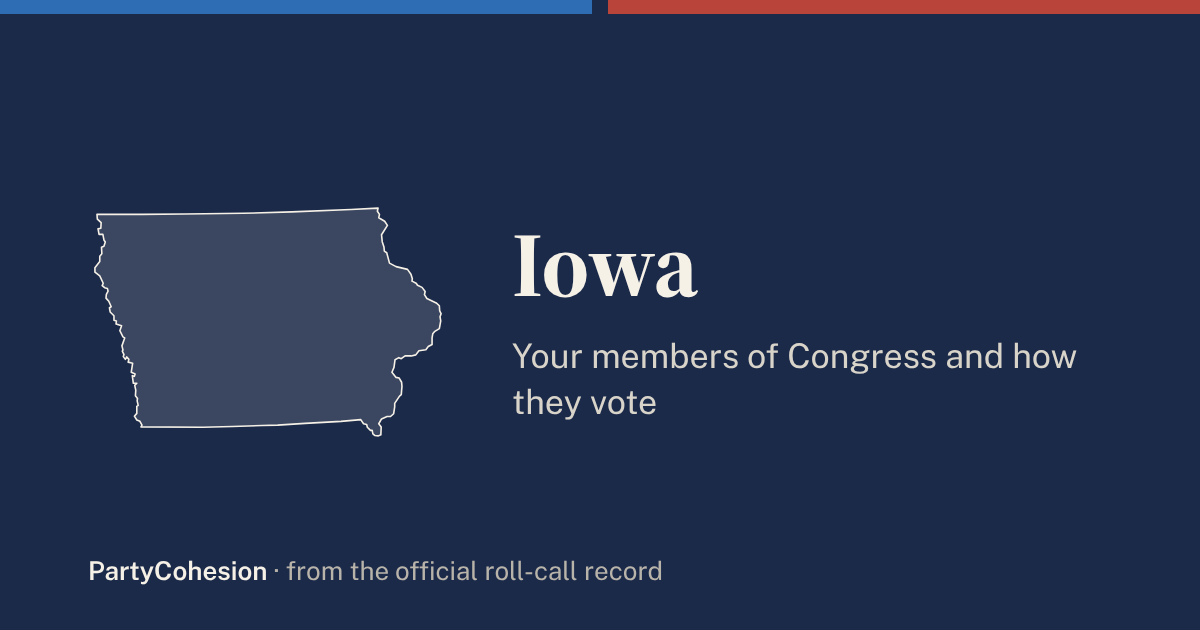 Iowa
Your members of Congress and how
they vote
PartyCohesion · from the official roll-call record